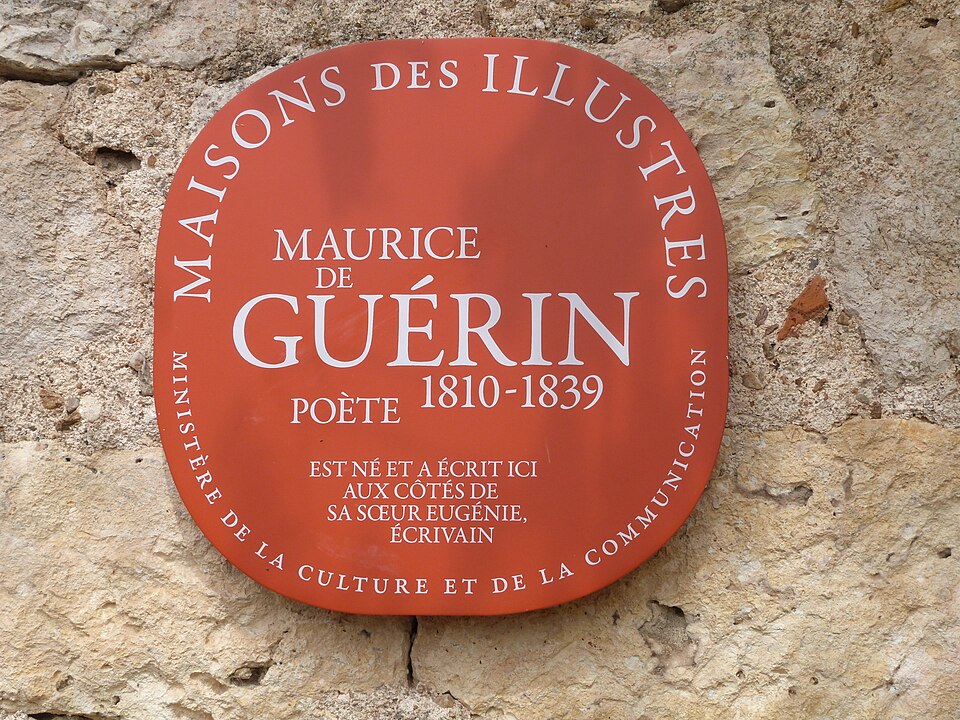 MAISONS DES ILLUSTRES
MAURICE
DE
GUÉRIN
POÈTE 1810-1839
EST NÉ ET A ÉCRIT ICI
AUX CÔTÉS DE
SA SŒUR EUGÉNIE,
ÉCRIVAIN
MINISTÈRE DE LA CULTURE ET DE LA COMMUNICATION